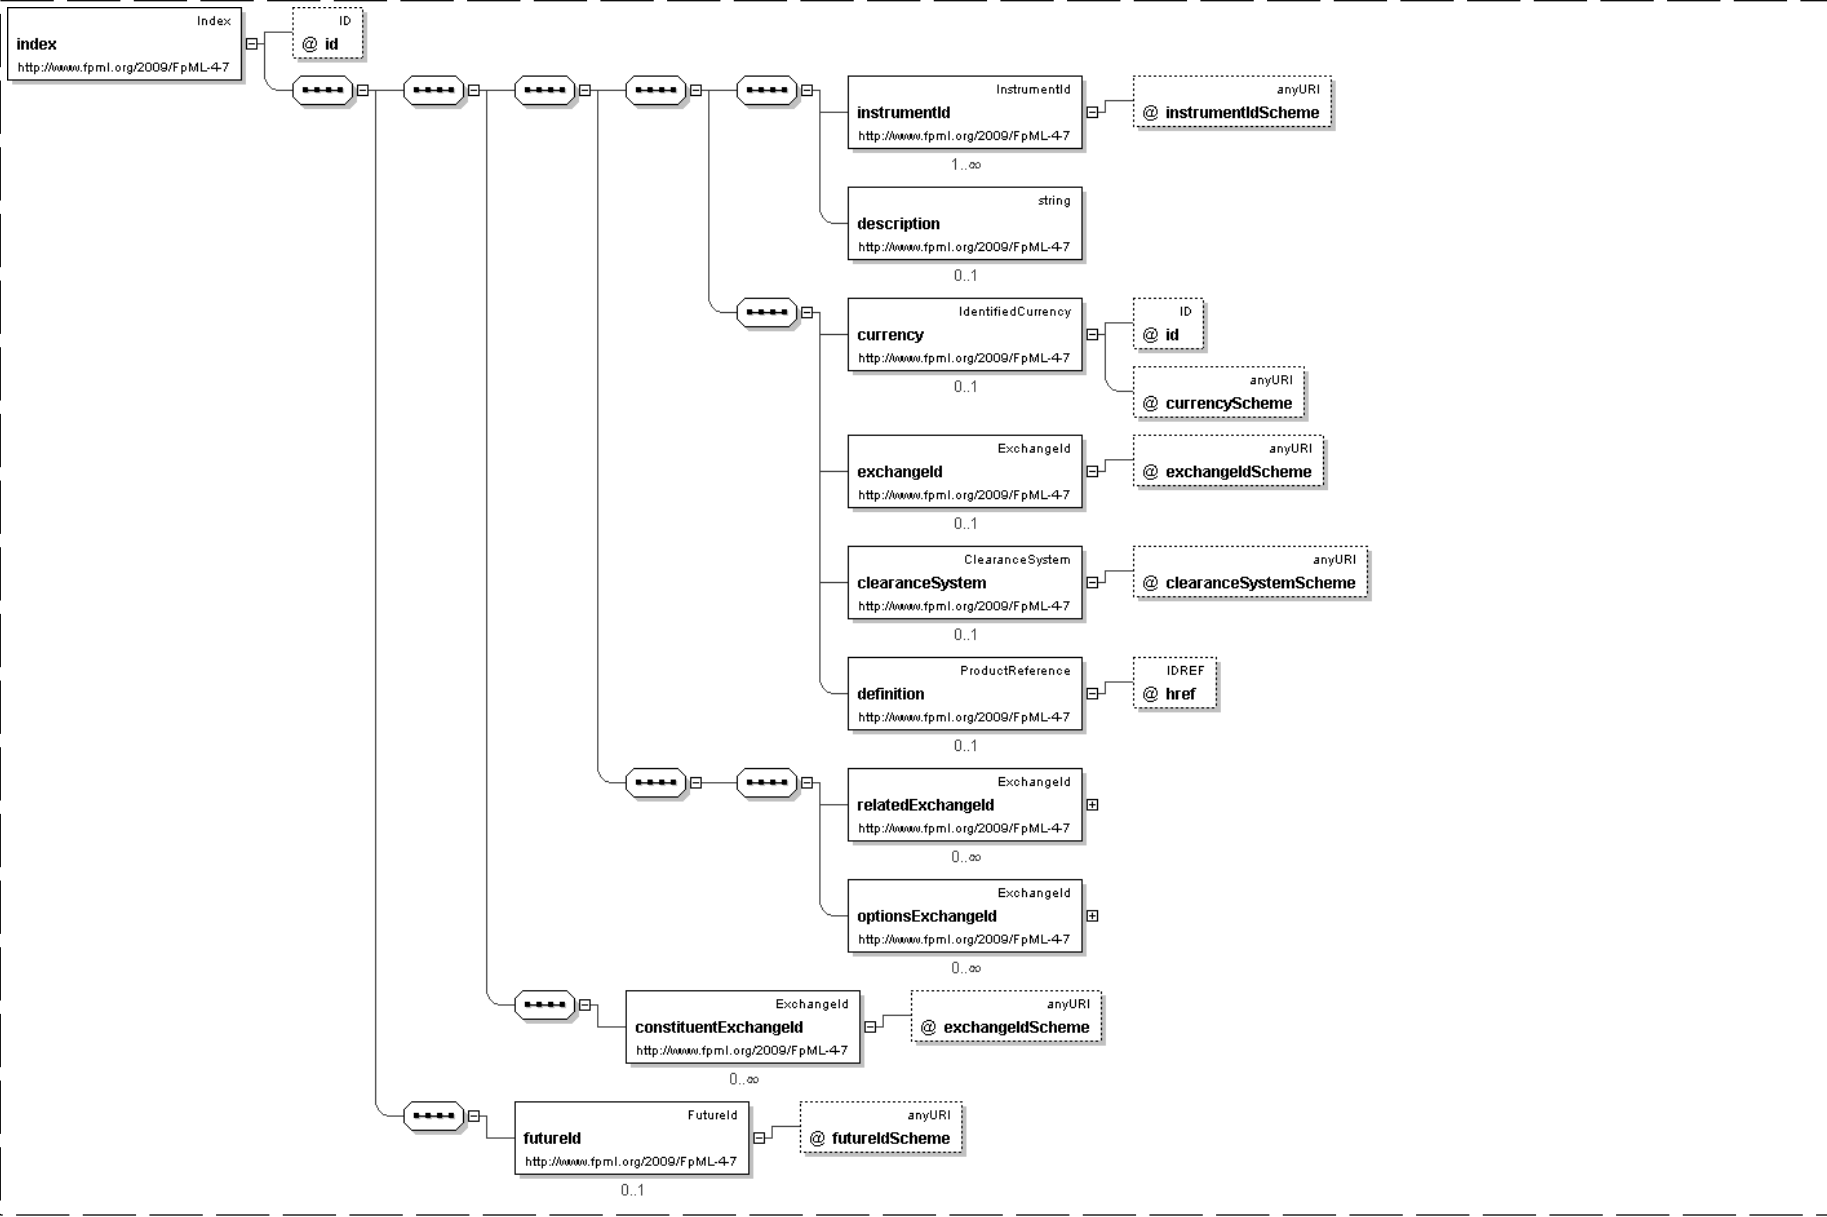 Index
index
http://www.fpml.org/2009/FpML-4-7
ID
@ id
InstrumentId
instrumentId
http://www.fpml.org/2009/FpML-4-7
1..∞
anyURI
@ instrumentIdScheme
string
description
http://www.fpml.org/2009/FpML-4-7
0..1
IdentifiedCurrency
currency
http://www.fpml.org/2009/FpML-4-7
0..1
ID
@ id
anyURI
@ currencyScheme
ExchangeId
exchangeId
http://www.fpml.org/2009/FpML-4-7
0..1
anyURI
@ exchangeIdScheme
ClearanceSystem
clearanceSystem
http://www.fpml.org/2009/FpML-4-7
0..1
anyURI
@ clearanceSystemScheme
ProductReference
definition
http://www.fpml.org/2009/FpML-4-7
0..1
IDREF
@ href
ExchangeId
relatedExchangeId
http://www.fpml.org/2009/FpML-4-7
0..∞
ExchangeId
optionsExchangeId
http://www.fpml.org/2009/FpML-4-7
0..∞
ExchangeId
constituentExchangeId
http://www.fpml.org/2009/FpML-4-7
0..∞
anyURI
@ exchangeIdScheme
FutureId
futureId
http://www.fpml.org/2009/FpML-4-7
0..1
anyURI
@ futureIdScheme